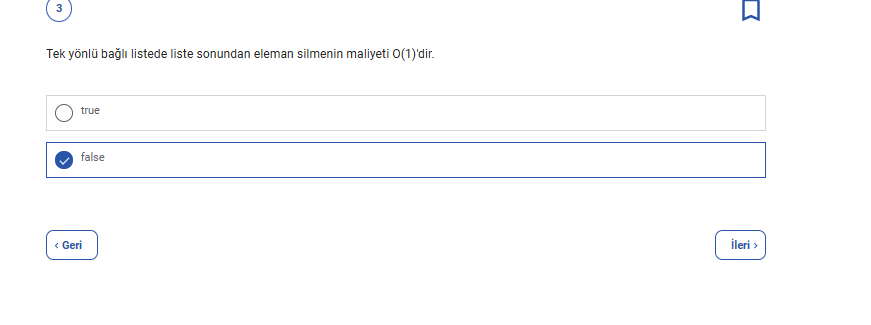 3
Tek yönlü bağlı listede liste sonundan eleman silmenin maliyeti O(1)'dir.
true
false
‹ Geri
İleri ›